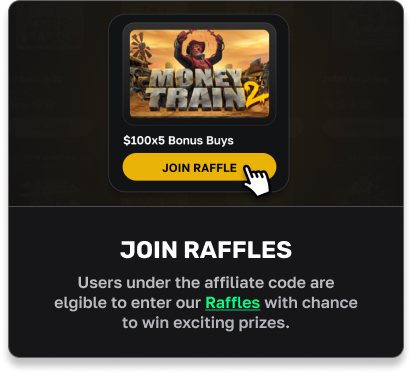 MONEY
TRAIN 2
$100x5 Bonus Buys
JOIN RAFFLE
JOIN RAFFLES
Users under the affiliate code are
elgible to enter our Raffles with chance
to win exciting prizes.